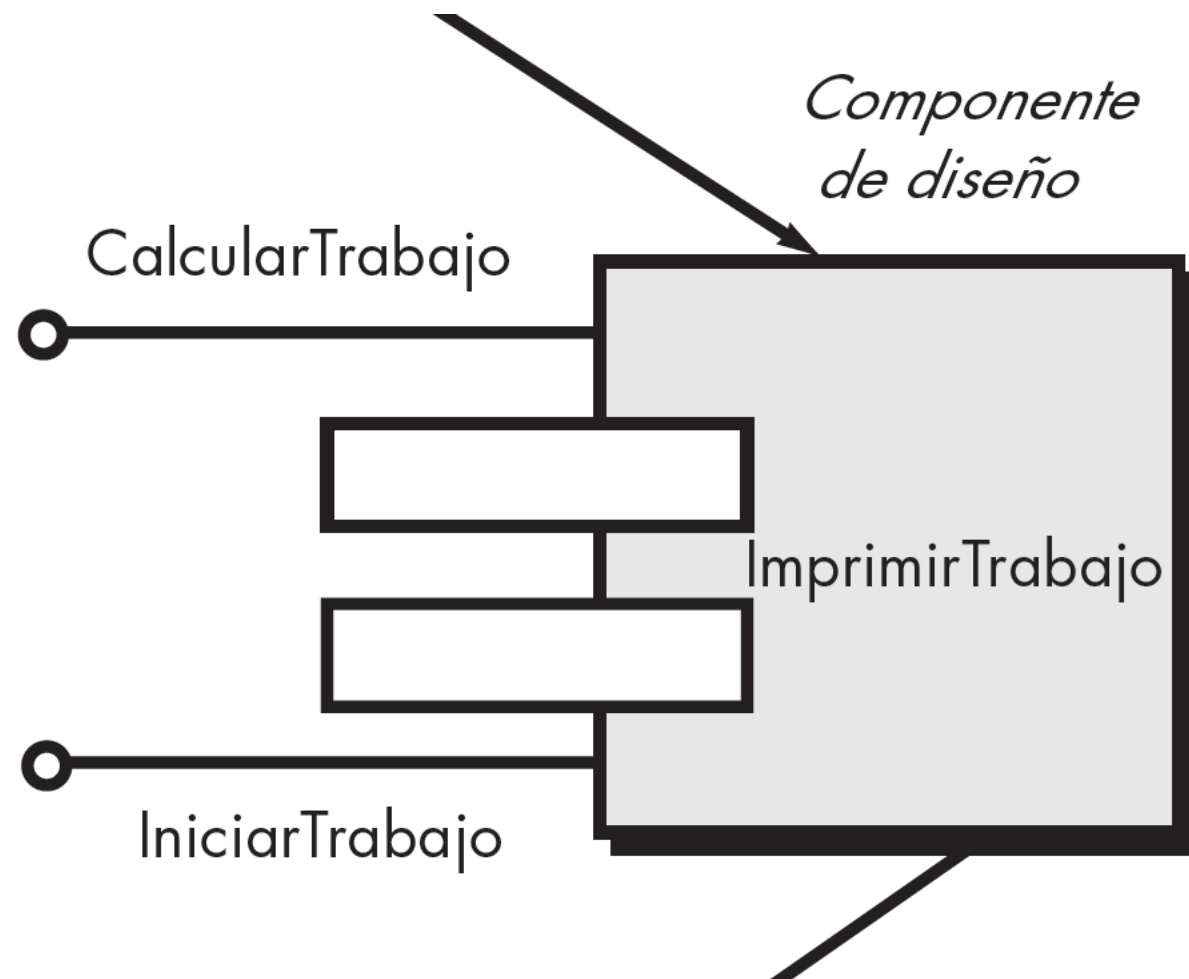 Componente
de diseño
CalcularTrabajo
ImprimirTrabajo
IniciarTrabajo